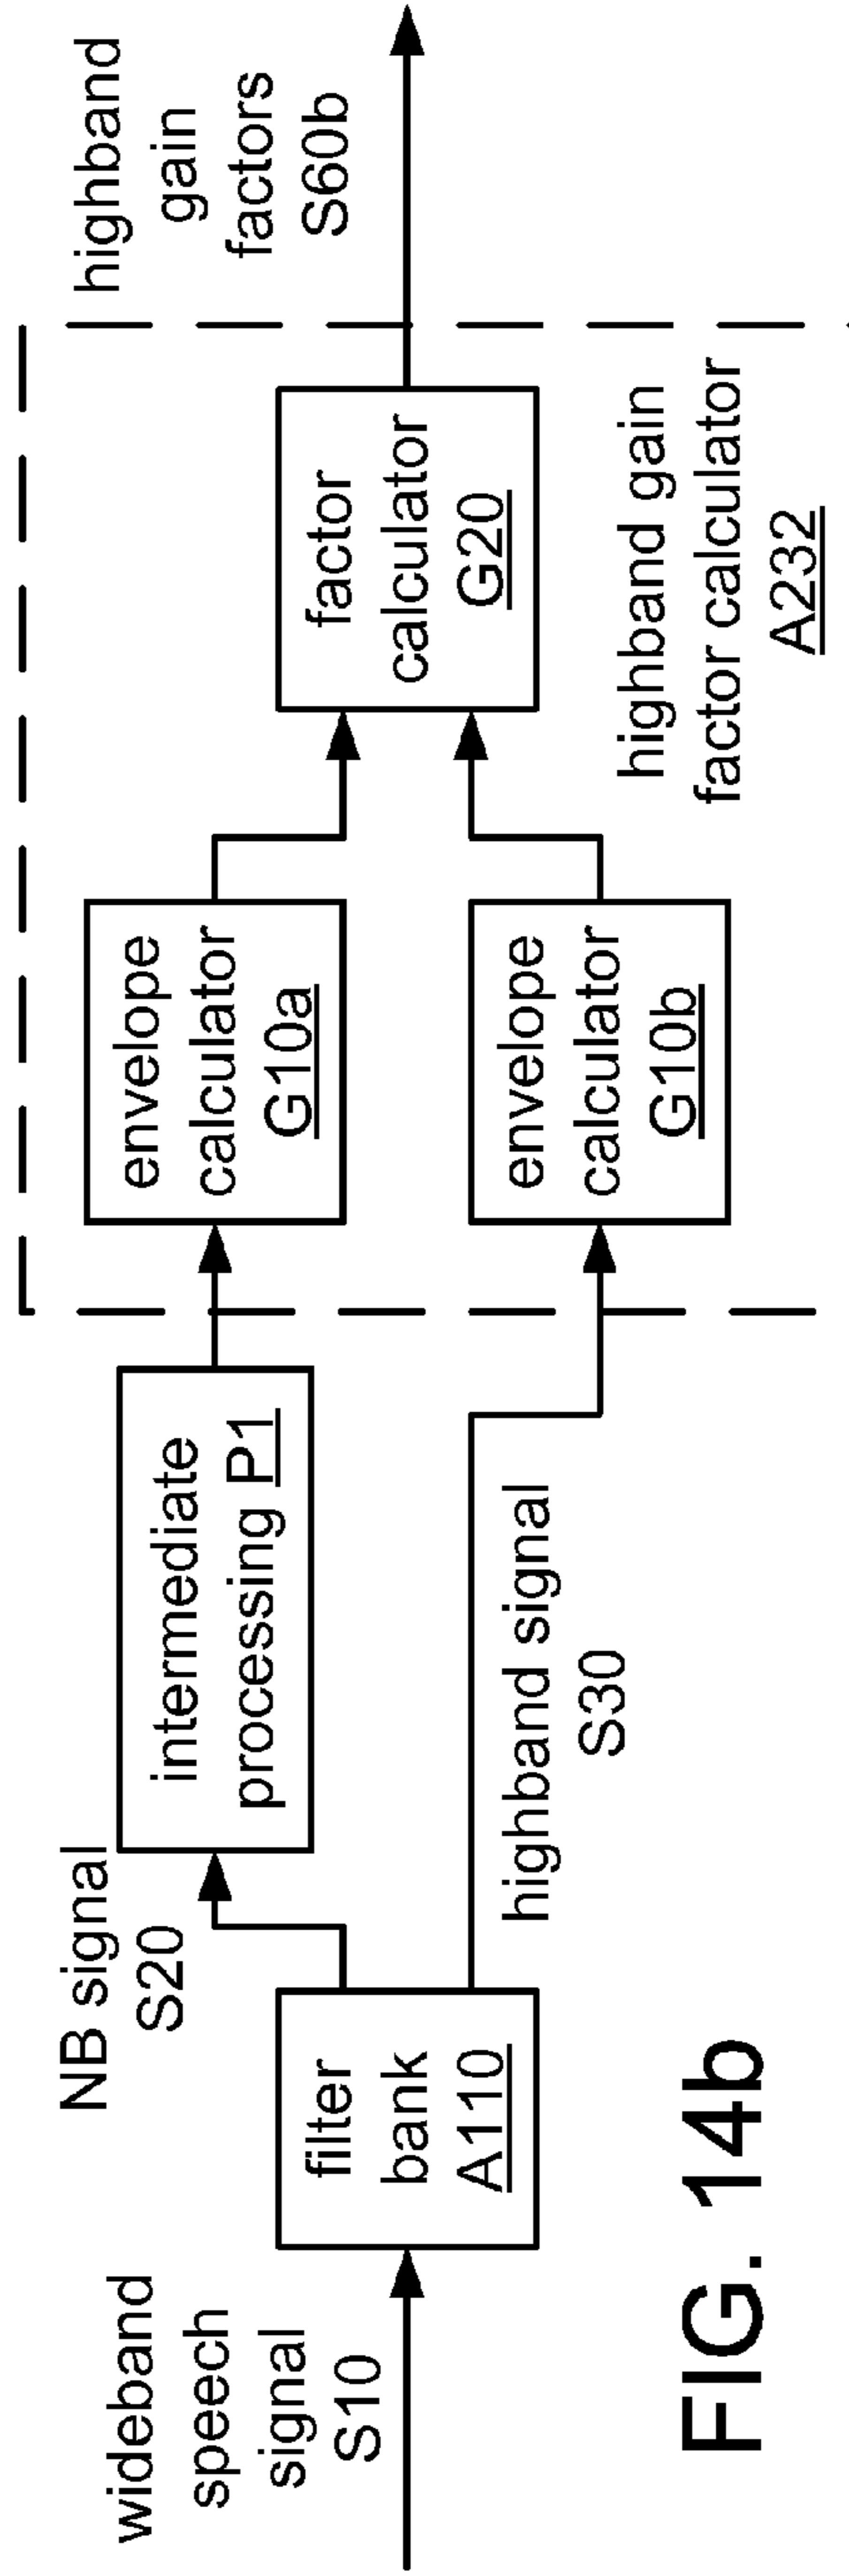 wideband
speech
signal
S10
filter
bank
A110
NB signal
S20
intermediate
processing P1
highband signal
S30
envelope
calculator
G10a
envelope
calculator
G10b
factor
calculator
G20
highband gain
factor calculator
A232
highband
gain
factors
S60b
FIG. 14b